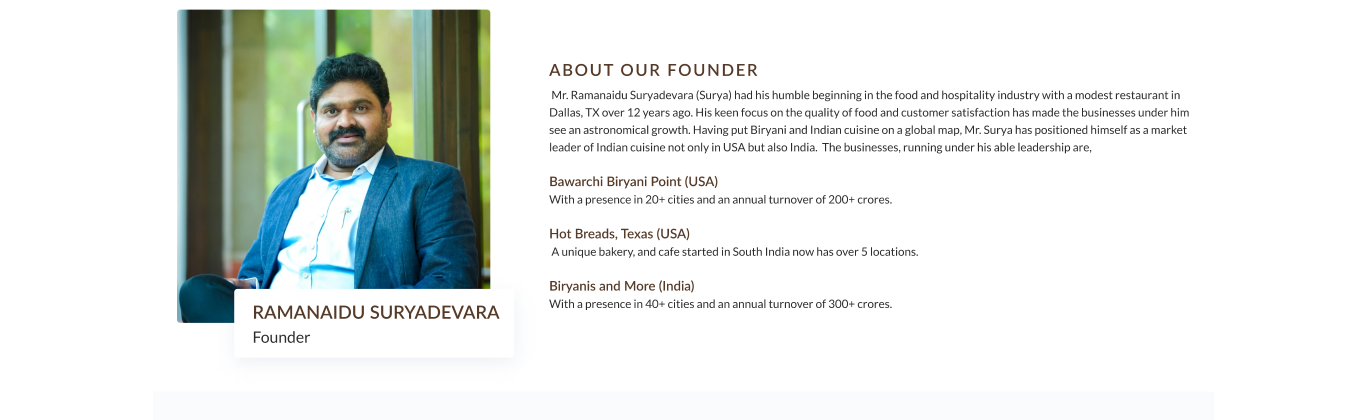 ABOUT OUR FOUNDER
Mr. Ramanaidu Suryadevara (Surya) had his humble beginning in the food and hospitality industry with a modest restaurant in
Dallas, TX over 12 years ago. His keen focus on the quality of food and customer satisfaction has made the businesses under him
see an astronomical growth. Having put Biryani and Indian cuisine on a global map, Mr. Surya has positioned himself as a market
leader of Indian cuisine not only in USA but also India. The businesses, running under his able leadership are,
Bawarchi Biryani Point (USA)
With a presence in 20+ cities and an annual turnover of 200+ crores.
Hot Breads, Texas (USA)
A unique bakery, and cafe started in South India now has over 5 locations.
Biryanis and More (India)
With a presence in 40+ cities and an annual turnover of 300+ crores.
RAMANAIDU SURYADEVARA
Founder